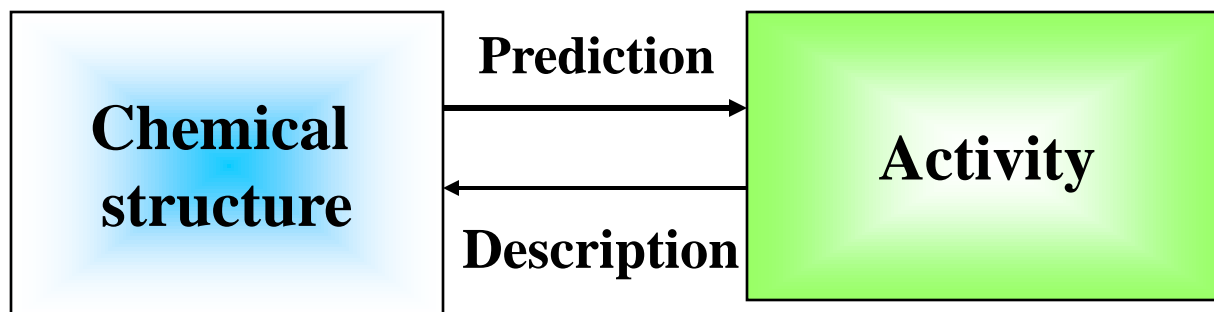 Prediction
Chemical
structure
Activity
Description